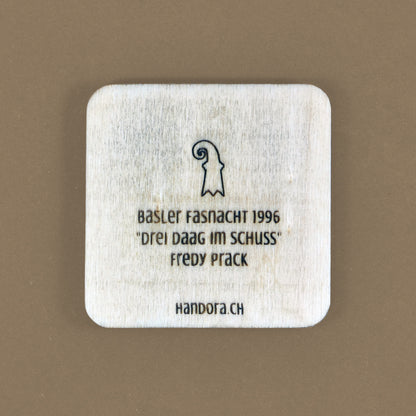 Basler Fasnacht 1996
"Drei Daag im Schuss"
Fredy Prack
Handora.ch